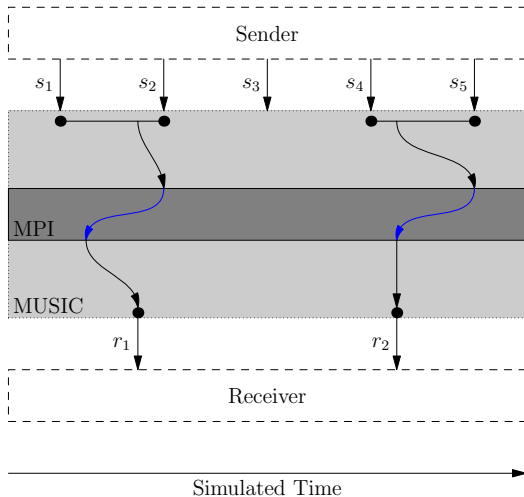 Sender
s1 s2 s3 s4 s5
MPI
MUSIC
r1 r2
Receiver
Simulated Time